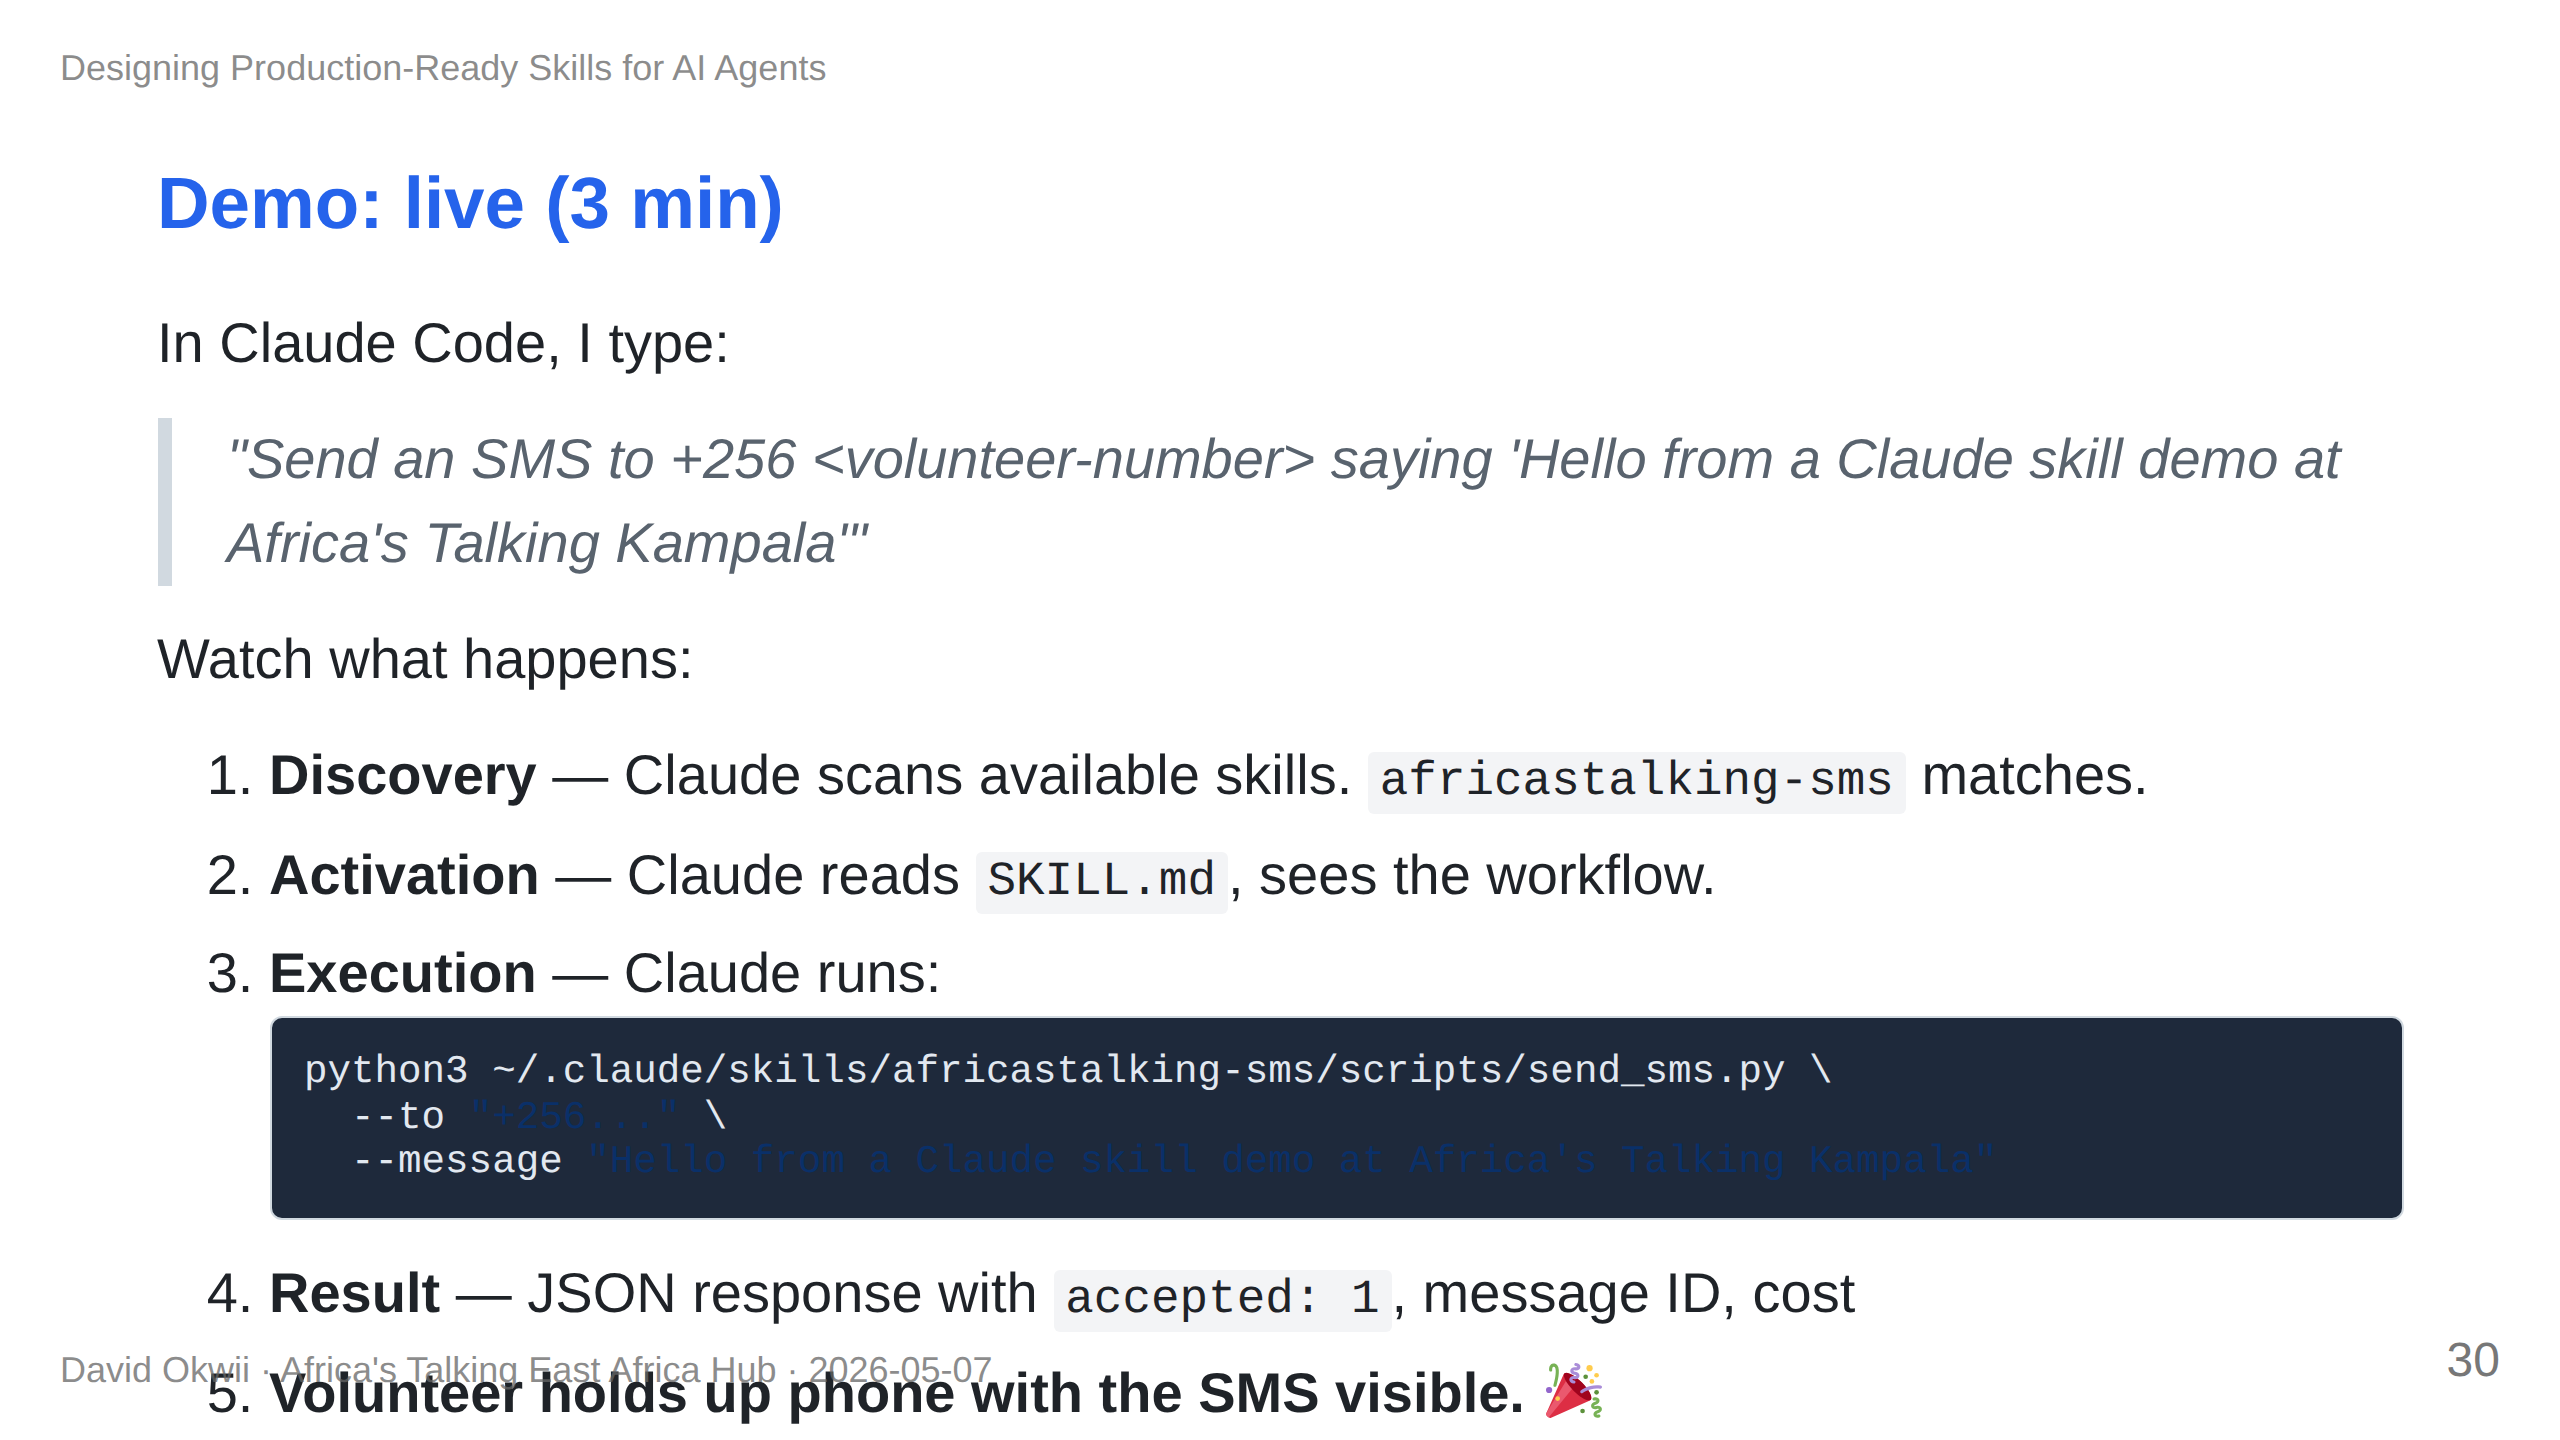 Designing Production-Ready Skills for AI Agents
Demo: live (3 min)
In Claude Code, I type:
"Send an SMS to +256 <volunteer-number> saying 'Hello from a Claude skill demo at
Africa's Talking Kampala'"
Watch what happens:
1. Discovery — Claude scans available skills. africastalking-sms matches.
2. Activation — Claude reads SKILL.md, sees the workflow.
3. Execution — Claude runs:
python3 ~/.claude/skills/africastalking-sms/scripts/send_sms.py \
--to "+256..." \
--message "Hello from a Claude skill demo at Africa's Talking Kampala"
4. Result — JSON response with accepted: 1, message ID, cost
5. Volunteer holds up phone with the SMS visible. 🎉
David Okwii · Africa's Talking East Africa Hub · 2026-05-07
30